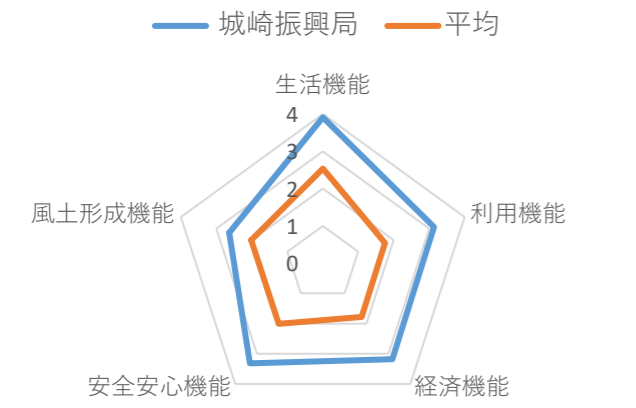 城崎振興局 平均
生活機能
4
3
2
1
0
利用機能
風土形成機能
安全安心機能
経済機能